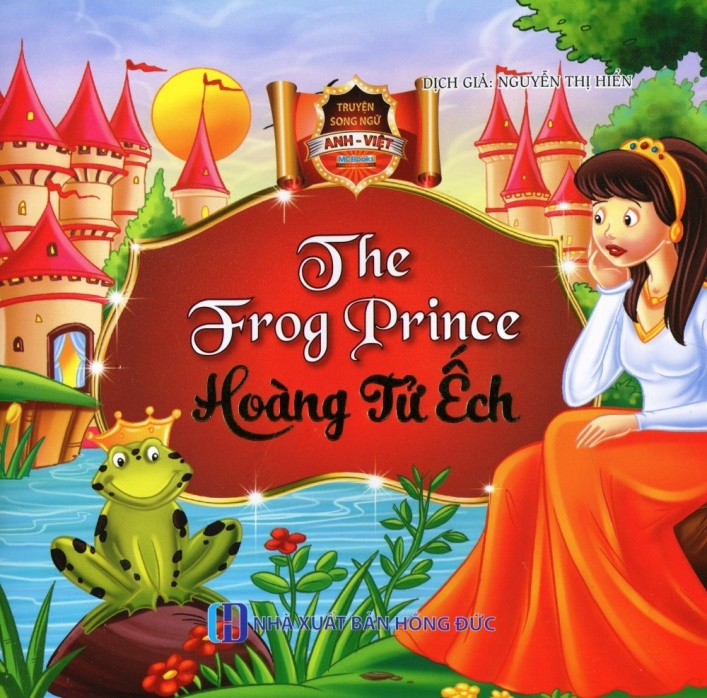 DỊCH GIẢ: NGUYỄN THỊ HIỂN
TRUYỆN
SONG NGỮ
ANH - VIỆT
McBooks
The
Frog Prince
Hoàng Tử Ếch
NHÀ XUẤT BẢN HỒNG ĐỨC